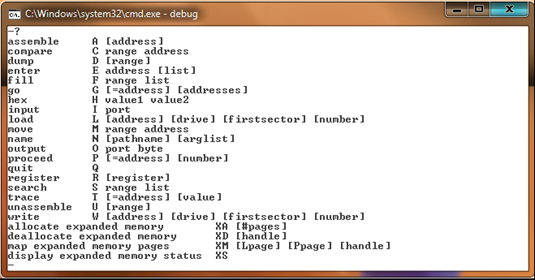 C:\Windows\system32\cmd.exe - debug
-?
assemble A [address]
compare C range address
dump D [range]
enter E address [list]
fill F range list
go G [=address] [addresses]
hex H value1 value2
input I port
load L [address] [drive] [firstsector] [number]
move M range address
name N [pathname] [arglist]
output O port byte
proceed P [=address] [number]
quit Q
register R [register]
search S range list
trace T [=address] [value]
unassemble U [range]
write W [address] [drive] [firstsector] [number]
allocate expanded memory XA [#pages]
deallocate expanded memory XD [handle]
map expanded memory pages XM [Lpage] [Ppage] [handle]
display expanded memory status XS
-